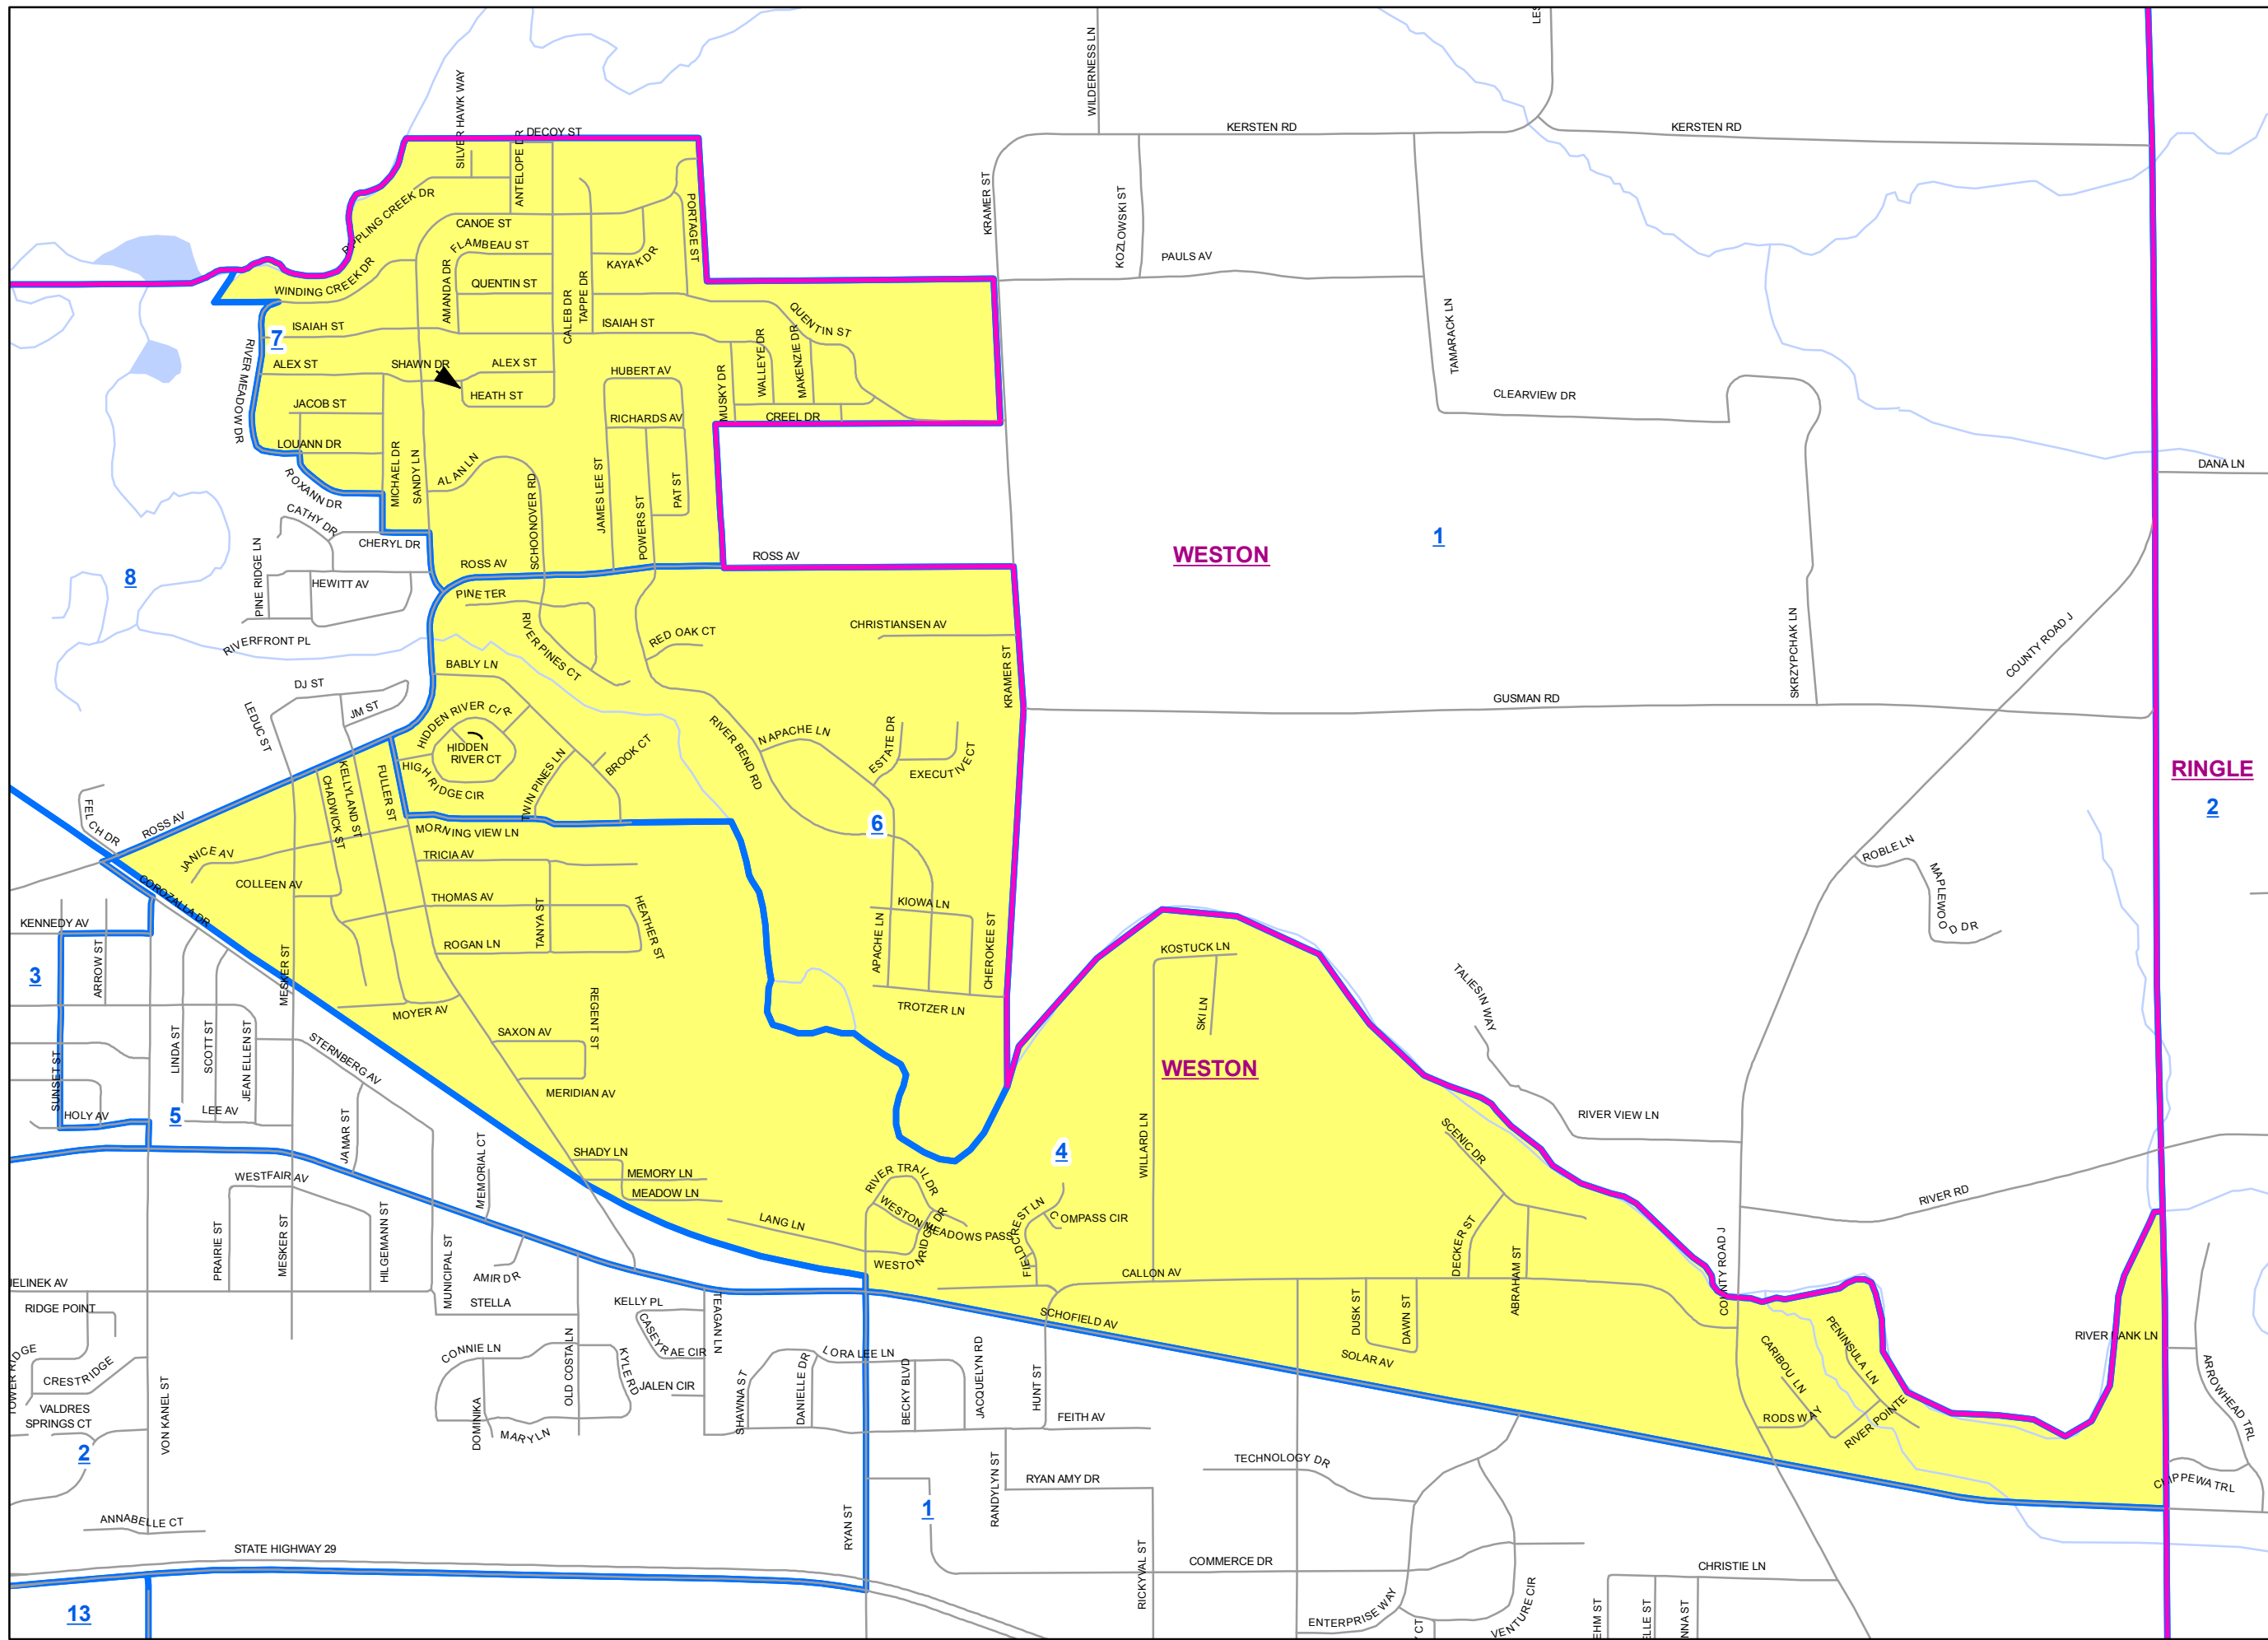 WILDERNESS LN
LES
KERSTEN RD
KERSTEN RD
SILVER HAWK WAY
ANTELOPE DR
DECOY ST
RIPPLING CREEK DR
CANOE ST
FLAMBEAU ST
PORTAGE ST
KRAMER ST
KOZLOWSKI ST
PAULS AV
KAYAK DR
WINDING CREEK DR
AMANDA DR
QUENTIN ST
CALEB DR
TAPPE DR
ISAIAH ST
ISAIAH ST
QUENTIN ST
7
RIVER MEADOW DR
ALEX ST
SHAWN DR
ALEX ST
HEATH ST
HUBERT AV
MUSKY DR
WALLEYE DR
MAKENZIE DR
TAMARACK LN
CLEARVIEW DR
JACOB ST
RICHARDS AV
CREEL DR
LOUANN DR
MICHAEL DR
SANDY LN
ALAN LN
SCHOONOVER RD
JAMES LEE ST
POWERS ST
PAT ST
DANA LN
ROXANN DR
CATHY DR
CHERYL DR
PINE RIDGE LN
HEWITT AV
8
ROSS AV
ROSS AV
WESTON
1
PINE TER
RIVERFRONT PL
RIVER PINES CT
RED OAK CT
CHRISTIANSEN AV
KRAMER ST
SKRZYPCHAK LN
COUNTY ROAD J
BABLY LN
DJ ST
JM ST
LEDUC ST
HIDDEN RIVER CIR
HIDDEN
RIVER CT
HIGH RIDGE CIR
TWIN PINES LN
BROOK CT
RIVER BEND RD
N APACHE LN
ESTATE DR
EXECUTIVE CT
GUSMAN RD
RINGLE
2
FELCH DR
ROSS AV
CHADWICK ST
KELLYLAND ST
FULLER ST
MORNING VIEW LN
6
JANICE AV
COLLEEN AV
TRICIA AV
THOMAS AV
TANYA ST
HEATHER ST
ROGAN LN
KIOWA LN
APACHE LN
CHEROKEE ST
TROTZER LN
ROBLE LN
MAPLEWOOD DR
COROZALLA DR
KENNEDY AV
ARROW ST
3
MESKER ST
MOYER AV
REGENT ST
SAXON AV
MERIDIAN AV
KOSTUCK LN
SKI LN
TALIESIN WAY
WESTON
LINDA ST
SCOTT ST
JEAN ELLEN ST
STERNBERG AV
SUNSET ST
HOLY AV
5
LEE AV
JAMAR ST
RIVER VIEW LN
SCENIC DR
WILLARD LN
4
WESTFAIR AV
MEMORIAL CT
SHADY LN
MEMORY LN
MEADOW LN
LANG LN
RIVER TRAIL DR
WESTON MEADOWS PASS
WESTON RIDGE DR
FIELDCREST LN
COMPASS CIR
RIVER RD
PRAIRIE ST
MESKER ST
HILGEMANN ST
MUNICIPAL ST
AMIR DR
STELLA
JELINEK AV
CALLON AV
DECKER ST
ABRAHAM ST
COUNTY ROAD J
RIDGE POINT
KELLY PL
TEAGAN LN
CASEY RAE CIR
SCHOFIELD AV
DUSK ST
DAWN ST
SOLAR AV
CARIBOU LN
PENINSULA LN
RIVER BANK LN
TOWER RIDGE
CRESTRIDGE
CONNIE LN
OLD COSTA LN
KYLE RD
JALEN CIR
SHAWNA ST
DANIELLE DR
LORA LEE LN
BECKY BLVD
JACQUELYN RD
HUNT ST
FEITH AV
RODS WAY
RIVER POINTE
ARROWHEAD TRL
VALDRES
SPRINGS CT
VON KANEL ST
DOMINIKA
MARY LN
2
TECHNOLOGY DR
RANDYLYN ST
RYAN AMY DR
CHIPPEWA TRL
ANNABELLE CT
RYAN ST
1
STATE HIGHWAY 29
RICKYVAL ST
COMMERCE DR
CHRISTIE LN
13
ENTERPRISE WAY
CT
VENTURE CIR
EHM ST
ELLE ST
NNA ST